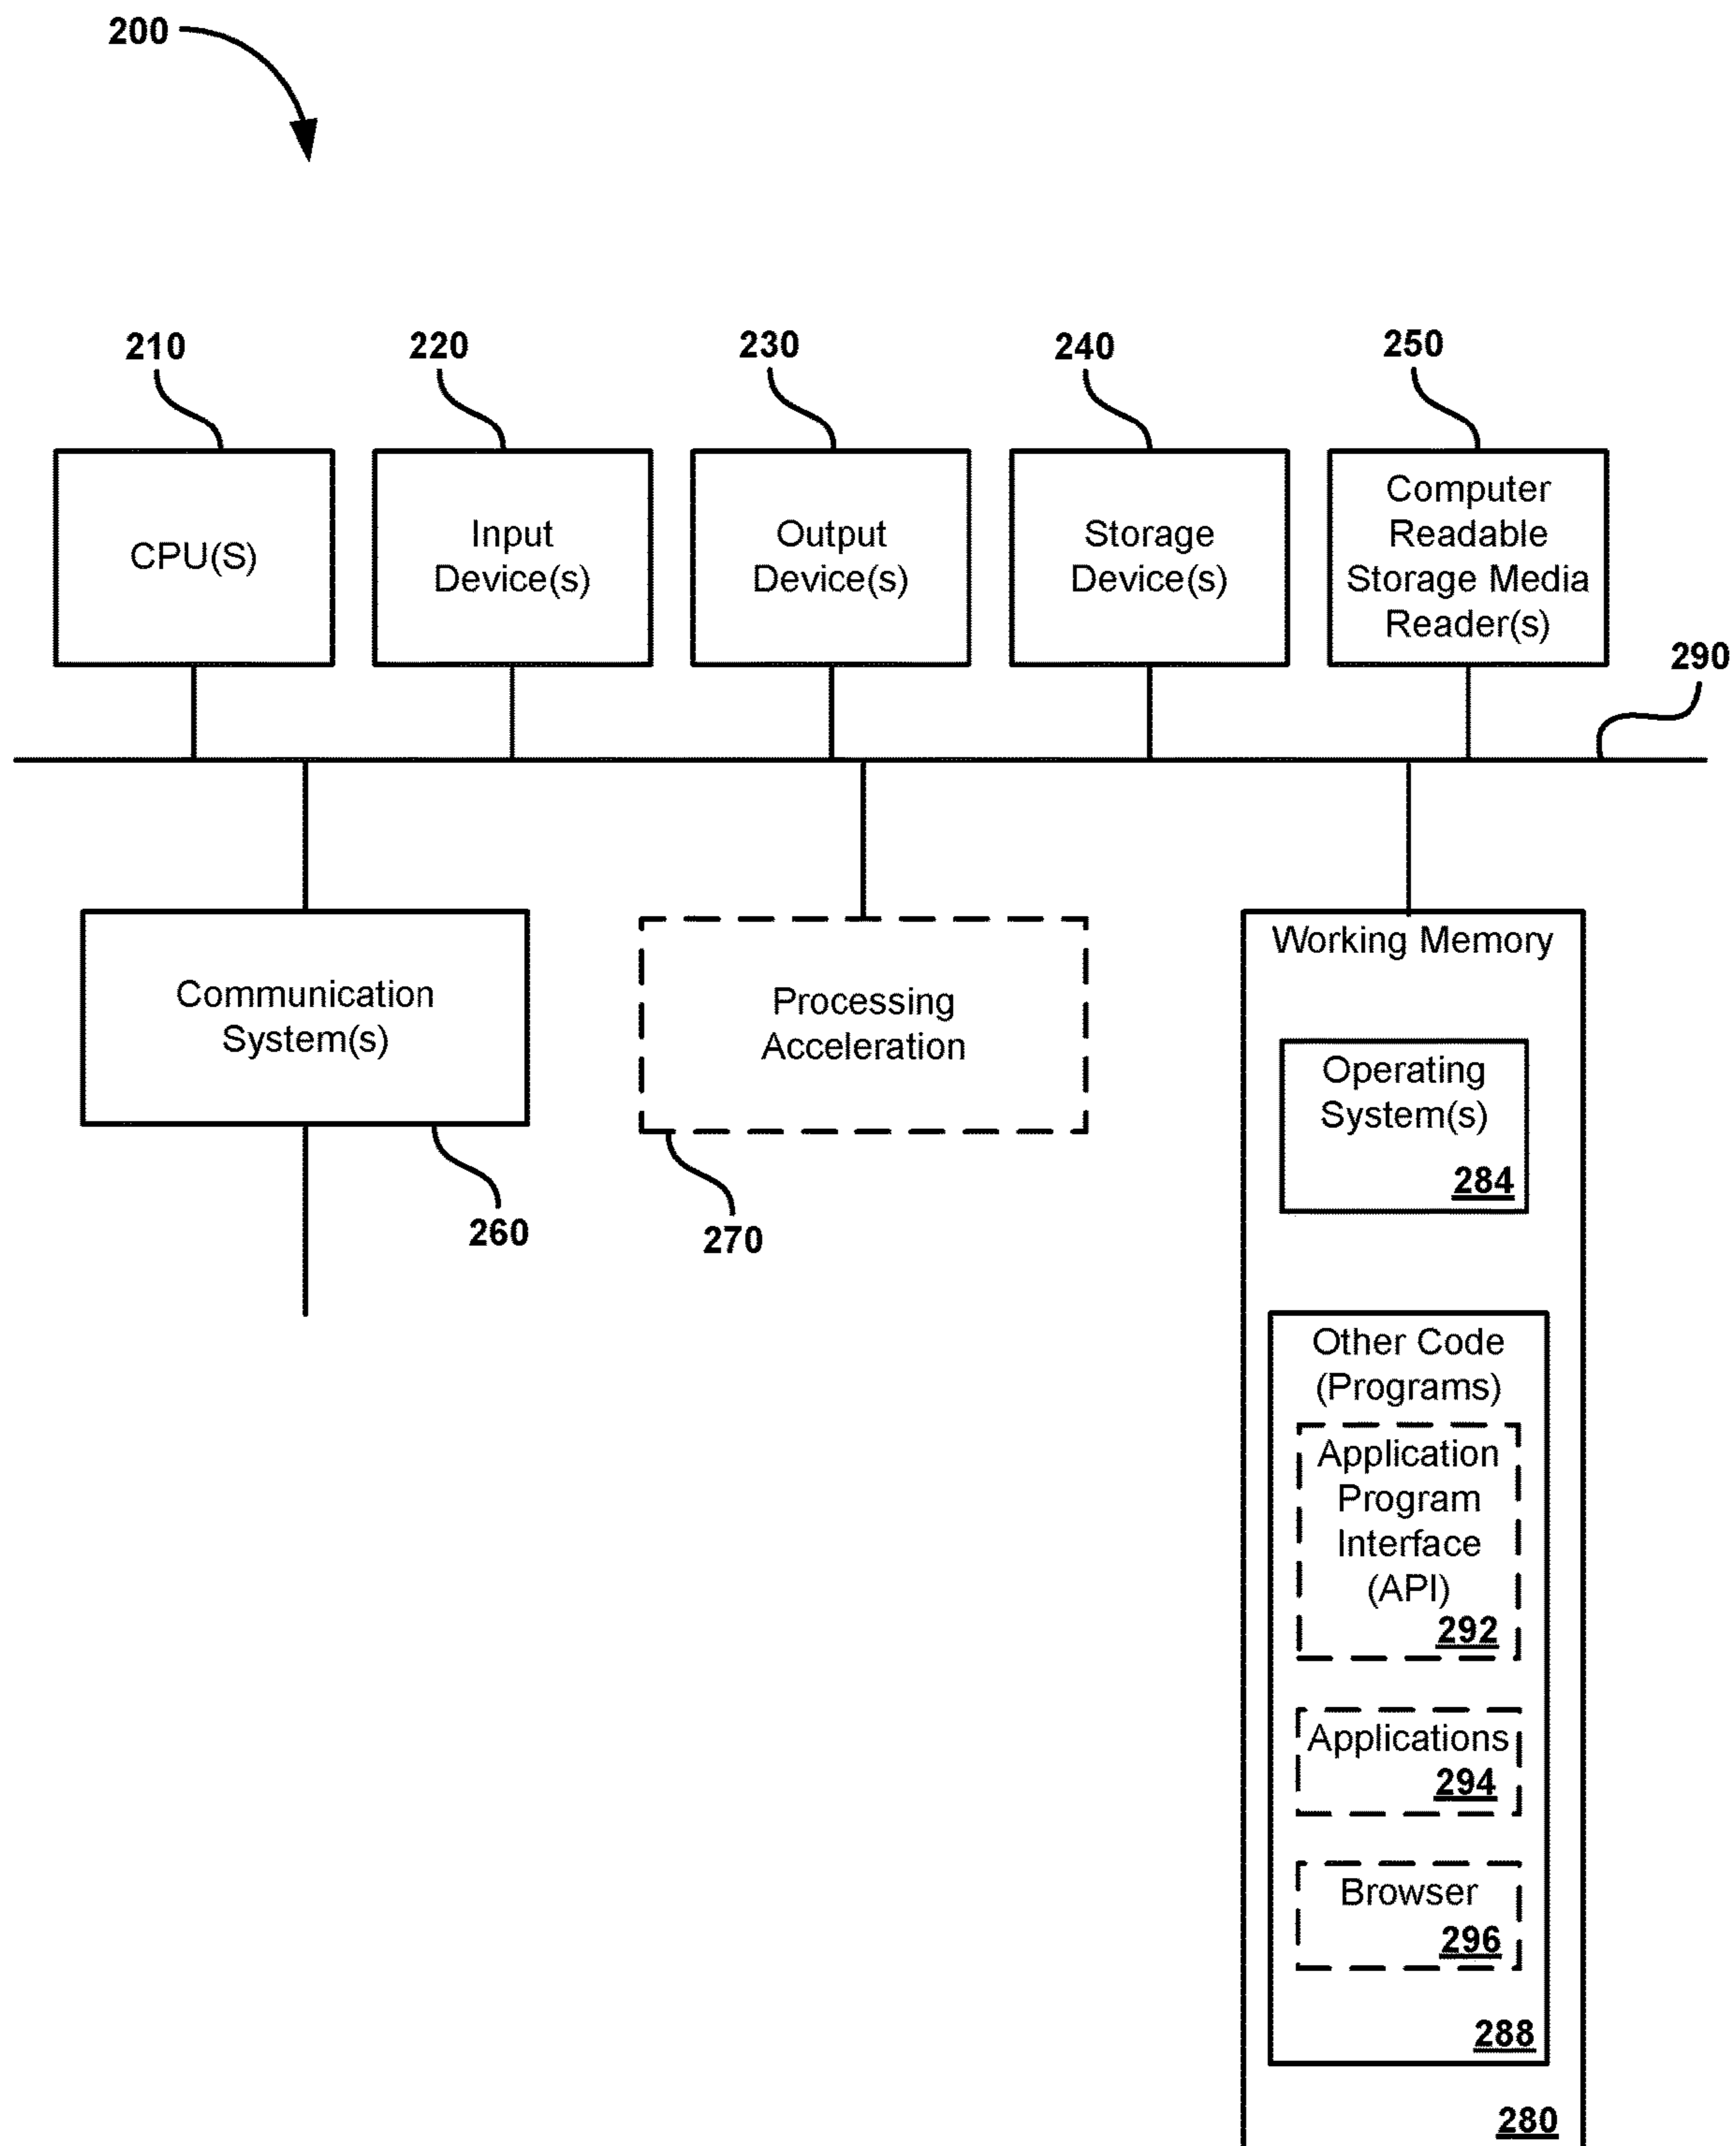 200
210
220
230
240
250
CPU(S)
Input
Device(s)
Output
Device(s)
Storage
Device(s)
Computer
Readable
Storage Media
Reader(s)
290
Communication
System(s)
260
Processing
Acceleration
270
Working Memory
Operating
System(s)
284
Other Code
(Programs)
Application
Program
Interface
(API)
292
Applications
294
Browser
296
288
280